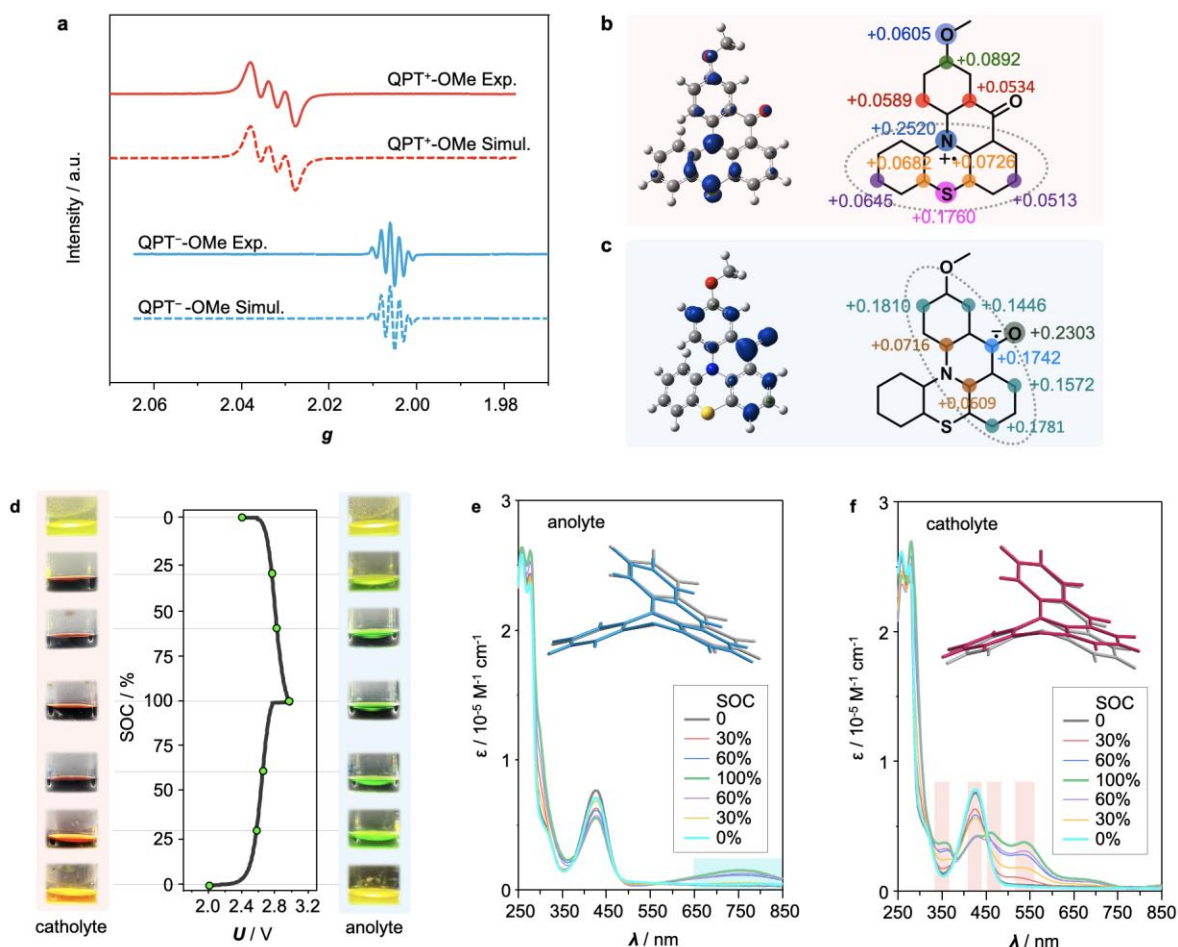 a
QPT⁺-OMe Exp.
QPT⁺-OMe Simul.
QPT⁻-OMe Exp.
QPT⁻-OMe Simul.
Intensity / a.u.
2.06 2.04 2.02 2.00 1.98
g
b
+0.0605 O
+0.0892
+0.0589 +0.0534
O
+0.2520
N
+0.0682 +• +0.0726
S
+0.0645 +0.0513
+0.1760
c
O
+0.1810 +0.1446
O +0.2303
+0.0716 +0.1742
N
+0.1572
+0.0609
S
+0.1781
d
SOC / %
0
25
50
75
100
75
50
25
0
2.0 2.4 2.8 3.2
U / V
catholyte
anolyte
e
anolyte
ε / 10⁻⁵ M⁻¹ cm⁻¹
3
2
1
0
SOC
0
30%
60%
100%
60%
30%
0%
250 350 450 550 650 750 850
λ / nm
f
catholyte
ε / 10⁻⁵ M⁻¹ cm⁻¹
3
2
1
0
SOC
0
30%
60%
100%
60%
30%
0%
250 350 450 550 650 750 850
λ / nm